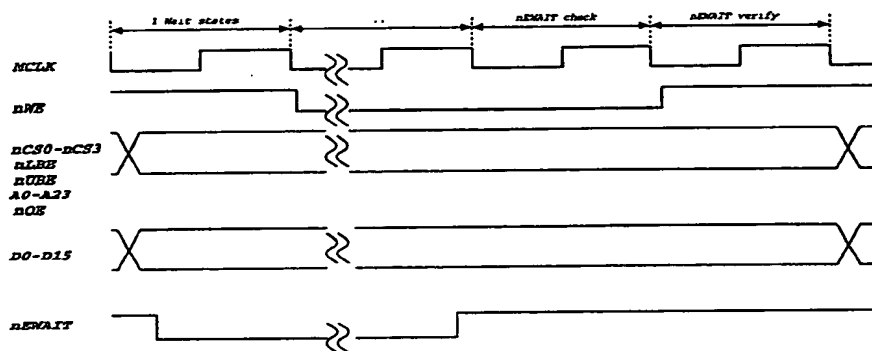 1 Wait states
..
nEWAIT check
nEWAIT verify
MCLK
nWE
nCS0-nCS3
nLBE
nUBE
A0-A23
nOE
D0-D15
nEWAIT